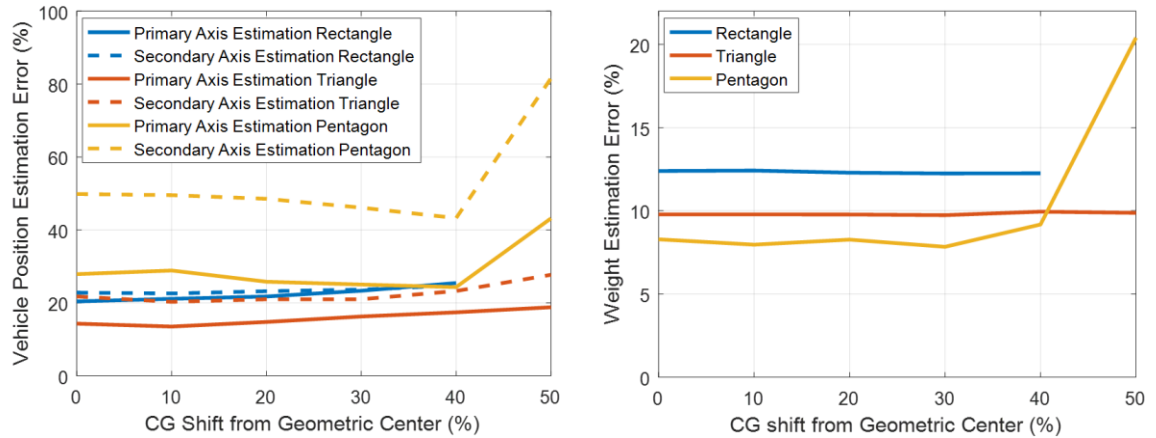 Vehicle Position Estimation Error (%)
100
80
60
40
20
0
Primary Axis Estimation Rectangle
Secondary Axis Estimation Rectangle
Primary Axis Estimation Triangle
Secondary Axis Estimation Triangle
Primary Axis Estimation Pentagon
Secondary Axis Estimation Pentagon
0 10 20 30 40 50
CG Shift from Geometric Center (%)
Weight Estimation Error (%)
20
15
10
5
0
Rectangle
Triangle
Pentagon
0 10 20 30 40 50
CG shift from Geometric Center (%)